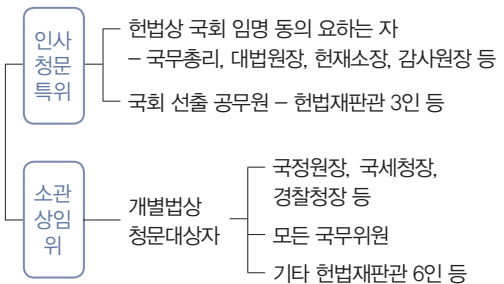 인사
청문
특위
헌법상 국회 임명 동의 요하는 자
– 국무총리, 대법원장, 헌재소장, 감사원장 등
국회 선출 공무원 – 헌법재판관 3인 등
소관
상임
위
개별법상
청문대상자
국정원장, 국세청장,
경찰청장 등
모든 국무위원
기타 헌법재판관 6인 등